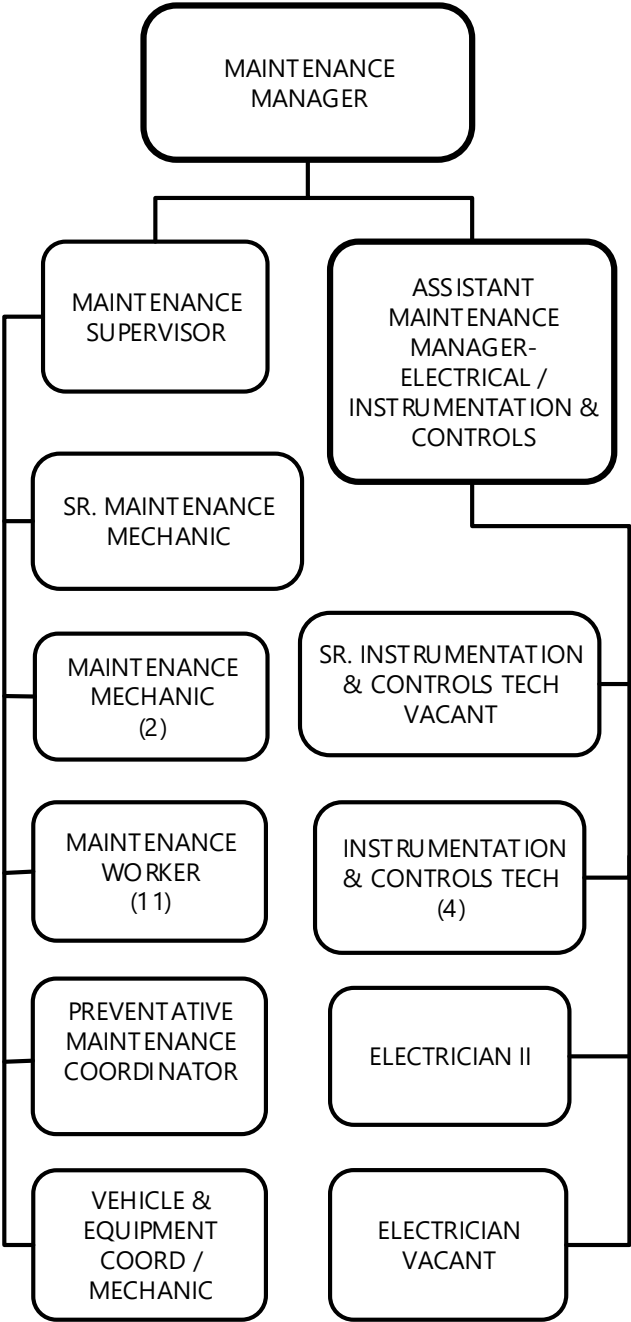 MAINTENANCE
MANAGER
MAINTENANCE
SUPERVISOR
ASSISTANT
MAINTENANCE
MANAGER-
ELECTRICAL /
INSTRUMENTATION &
CONTROLS
SR. MAINTENANCE
MECHANIC
MAINTENANCE
MECHANIC
(2)
MAINTENANCE
WORKER
(11)
PREVENTATIVE
MAINTENANCE
COORDINATOR
VEHICLE &
EQUIPMENT
COORD /
MECHANIC
SR. INSTRUMENTATION
& CONTROLS TECH
VACANT
INSTRUMENTATION
& CONTROLS TECH
(4)
ELECTRICIAN II
ELECTRICIAN
VACANT